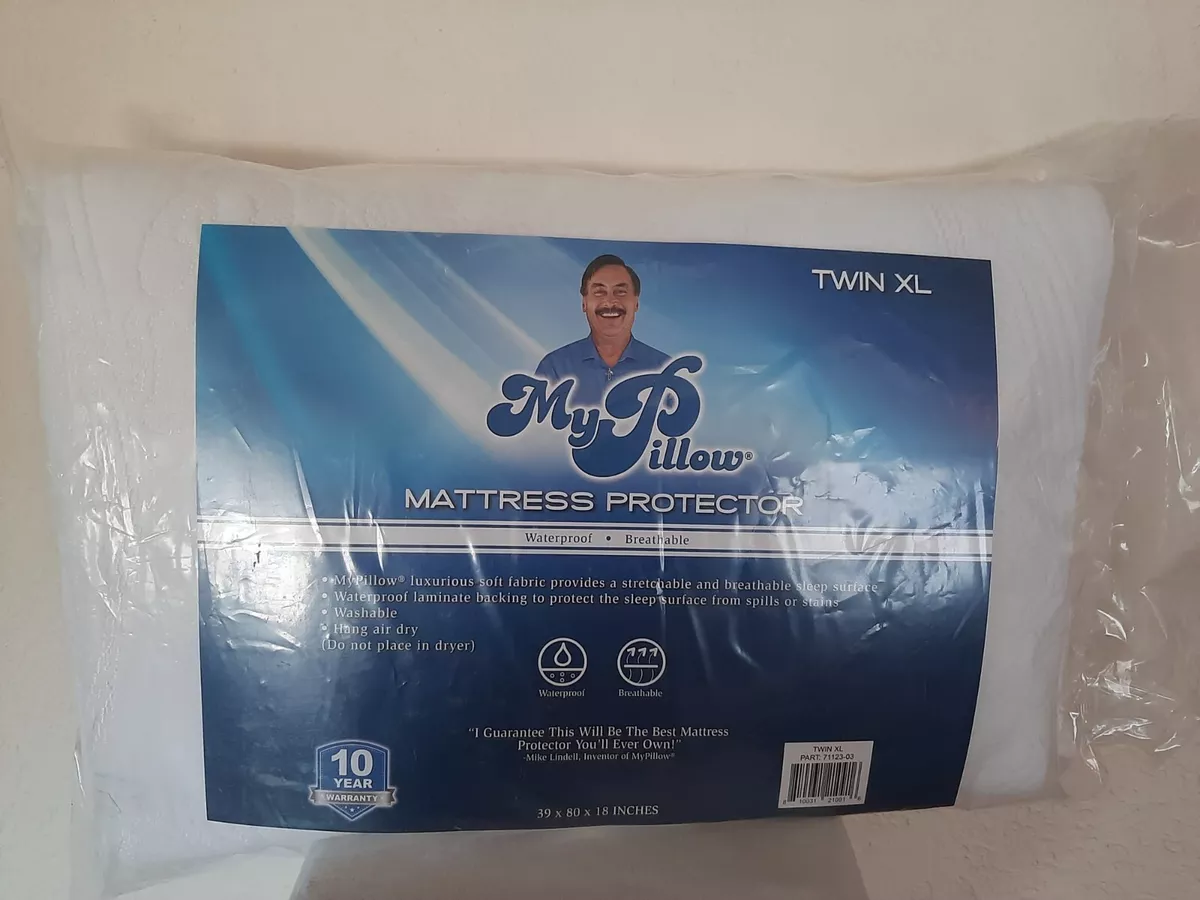 TWIN XL
MyPillow®
MATTRESS PROTECTOR
Waterproof • Breathable
• MyPillow® luxurious soft fabric provides a stretchable and breathable sleep surface
• Waterproof laminate backing to protect the sleep surface from spills or stains
• Washable
• Hang air dry
(Do not place in dryer)
Waterproof
Breathable
"I Guarantee This Will Be The Best Mattress
Protector You'll Ever Own!"
-Mike Lindell, Inventor of MyPillow®
10
YEAR
WARRANTY
39 x 80 x 18 INCHES
TWIN XL
PART: 71123-03